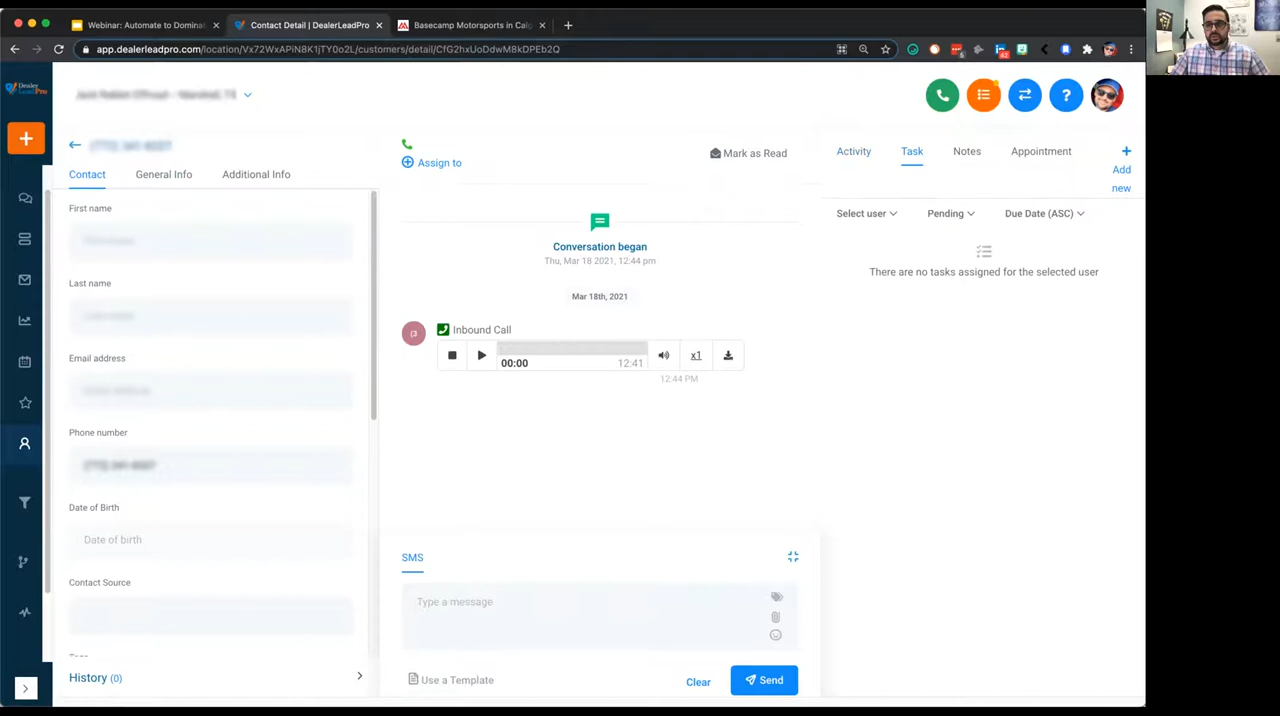 Webinar: Automate to Dominat
Contact Detail | DealerLeadPro
Basecamp Motorsports in Calg
app.dealerleadpro.com/location/Vx72WxAPiN8K1jTY0o2L/customers/detail/CfG2hxUoDdwM8kDPEb2Q
Dealer
LeadPro
?
Contact
General Info
Additional Info
First name
Last name
Email address
Phone number
Date of Birth
Date of birth
Contact Source
History (0)
Assign to
Mark as Read
Conversation began
Thu, Mar 18 2021, 12:44 pm
Mar 18th, 2021
(3
Inbound Call
00:00
12:41
x1
12:44 PM
SMS
Type a message
Use a Template
Clear
Send
Activity
Task
Notes
Appointment
Add
new
Select user
Pending
Due Date (ASC)
There are no tasks assigned for the selected user